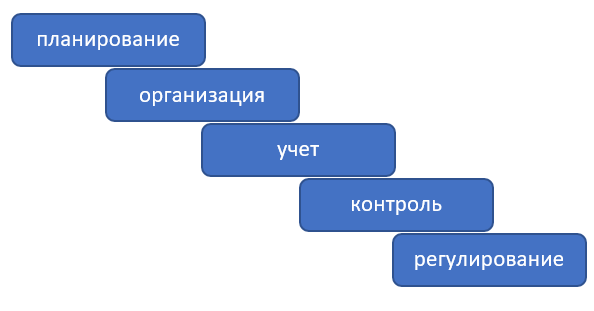 планирование
организация
учет
контроль
регулирование